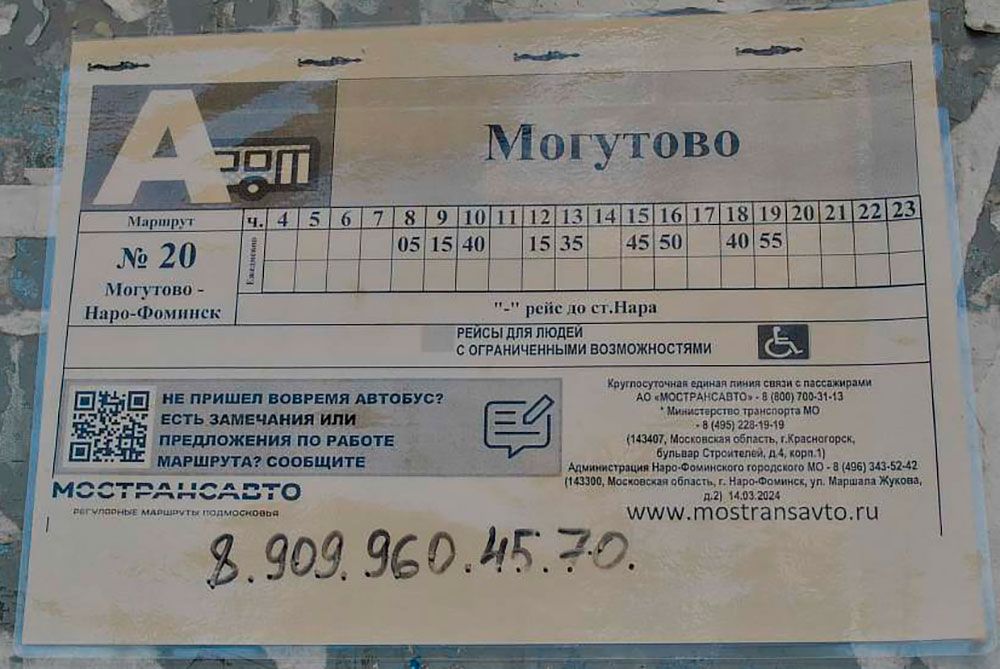 А
Могутово
Маршрут
ч. 4 5 6 7 8 9 10 11 12 13 14 15 16 17 18 19 20 21 22 23
№ 20
Могутово -
Наро-Фоминск
Ежедневно
05 15 40 15 35 45 50 40 55
"-" рейс до ст.Нара
РЕЙСЫ ДЛЯ ЛЮДЕЙ
С ОГРАНИЧЕННЫМИ ВОЗМОЖНОСТЯМИ
НЕ ПРИШЕЛ ВОВРЕМЯ АВТОБУС?
ЕСТЬ ЗАМЕЧАНИЯ ИЛИ
ПРЕДЛОЖЕНИЯ ПО РАБОТЕ
МАРШРУТА? СООБЩИТЕ
МОСТРАНСАВТО
РЕГУЛЯРНЫЕ МАРШРУТЫ ПОДМОСКОВЬЯ
Круглосуточная единая линия связи с пассажирами
АО «МОСТРАНСАВТО» - 8 (800) 700-31-13
* Министерство транспорта МО
- 8 (495) 228-19-19
(143407, Московская область, г.Красногорск,
бульвар Строителей, д.4, корп.1)
Администрация Наро-Фоминского городского МО - 8 (496) 343-52-42
(143300, Московская область, г. Наро-Фоминск, ул. Маршала Жукова,
д.2) 14.03.2024
www.mostransavto.ru
8.909.960.45.70.